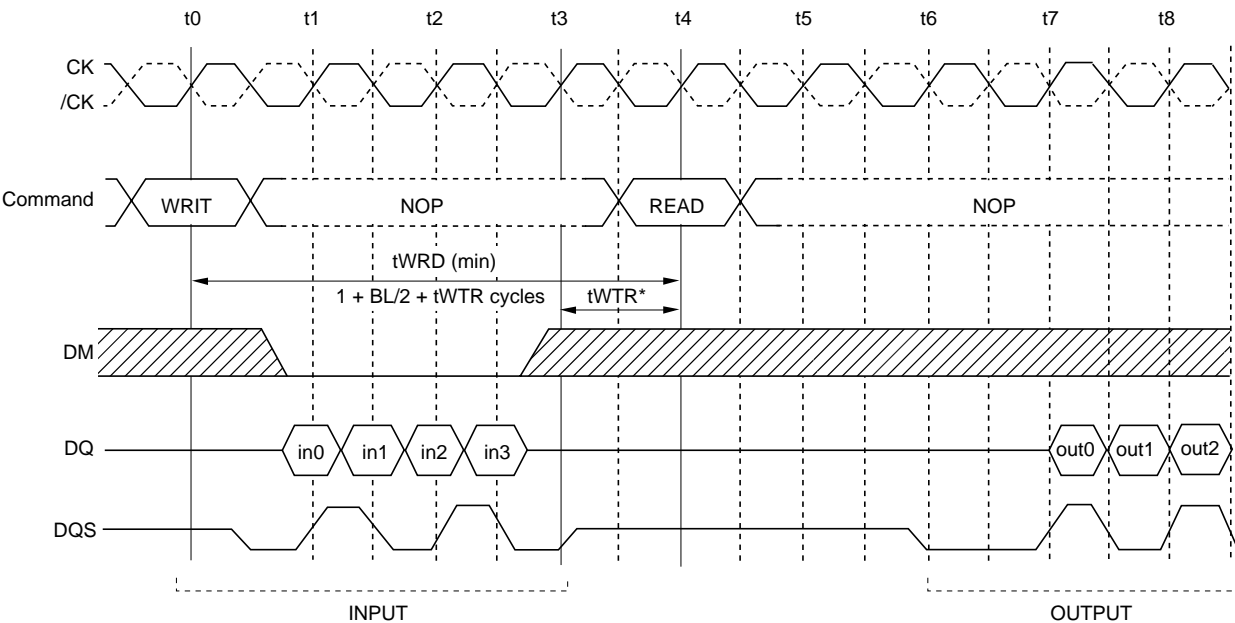 t0 t1 t2 t3 t4 t5 t6 t7 t8
CK
/CK
Command WRIT NOP READ NOP
tWRD (min)
1 + BL/2 + tWTR cycles tWTR*
DM
DQ in0 in1 in2 in3 out0 out1 out2
DQS
INPUT OUTPUT